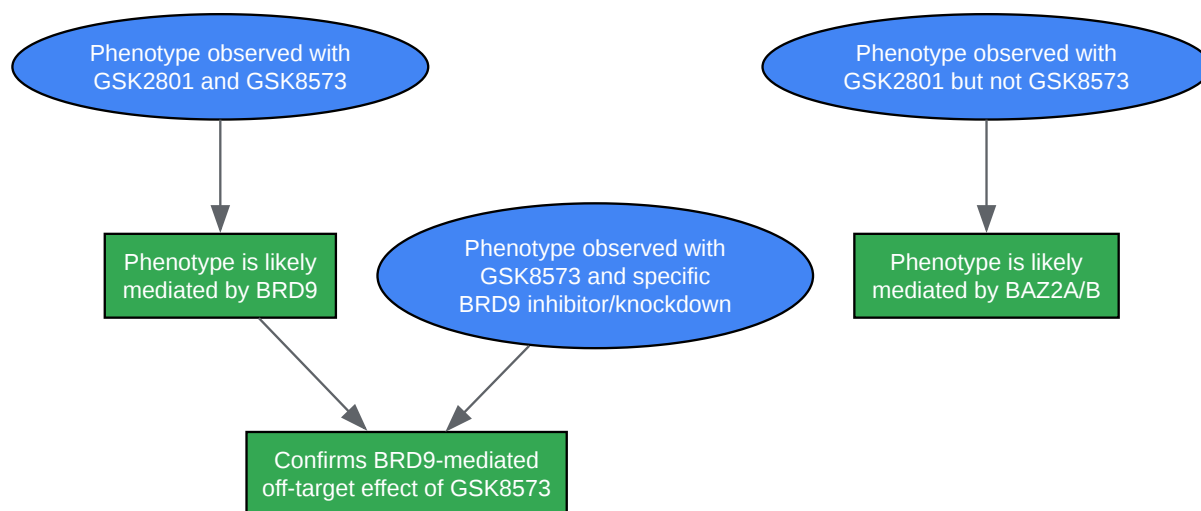 Phenotype observed with
GSK2801 and GSK8573
Phenotype observed with
GSK2801 but not GSK8573
Phenotype is likely
mediated by BRD9
Phenotype observed with
GSK8573 and specific
BRD9 inhibitor/knockdown
Phenotype is likely
mediated by BAZ2A/B
Confirms BRD9-mediated
off-target effect of GSK8573